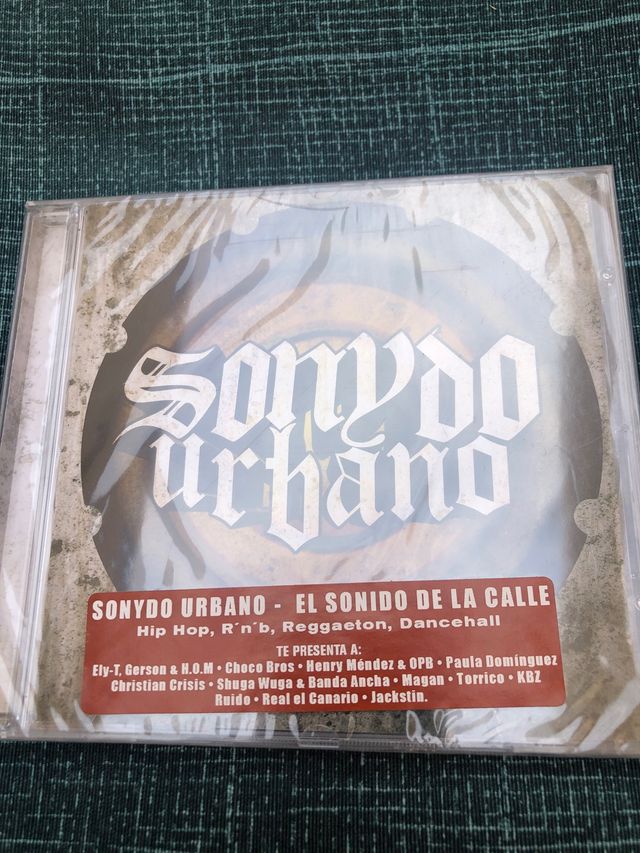 Sonydo
urbano
SONYDO URBANO - EL SONIDO DE LA CALLE
Hip Hop, R´n´b, Reggaeton, Dancehall
TE PRESENTA A:
Ely-T, Gerson & H.O.M • Choco Bros • Henry Méndez & OPB • Paula Domínguez
Christian Crisis • Shuga Wuga & Banda Ancha • Magan • Torrico • KBZ
Ruido • Real el Canario • Jackstin.